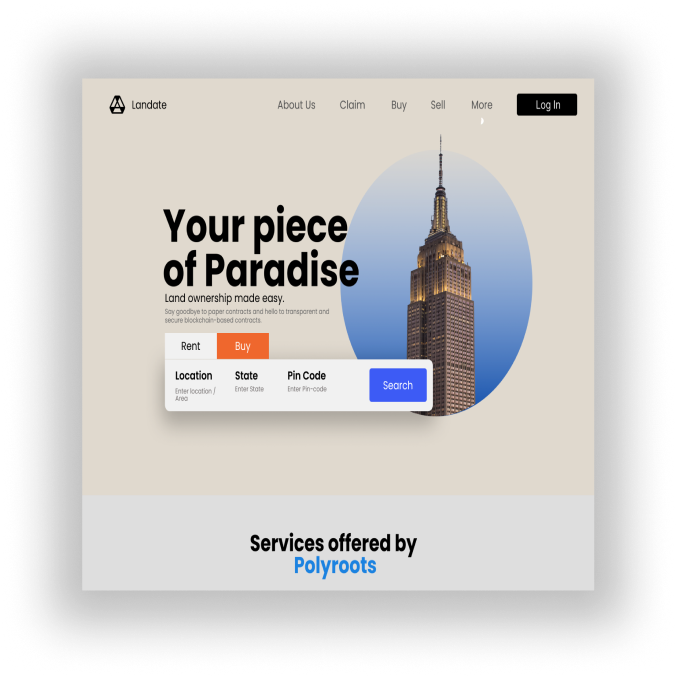 Landate
About Us Claim Buy Sell More Log In
Your piece
of Paradise
Land ownership made easy.
Say goodbye to paper contracts and hello to transparent and
secure blockchain-based contracts.
Rent Buy
Location State Pin Code
Enter location / Enter State Enter Pin-code
Area
Search
Services offered by
Polyroots